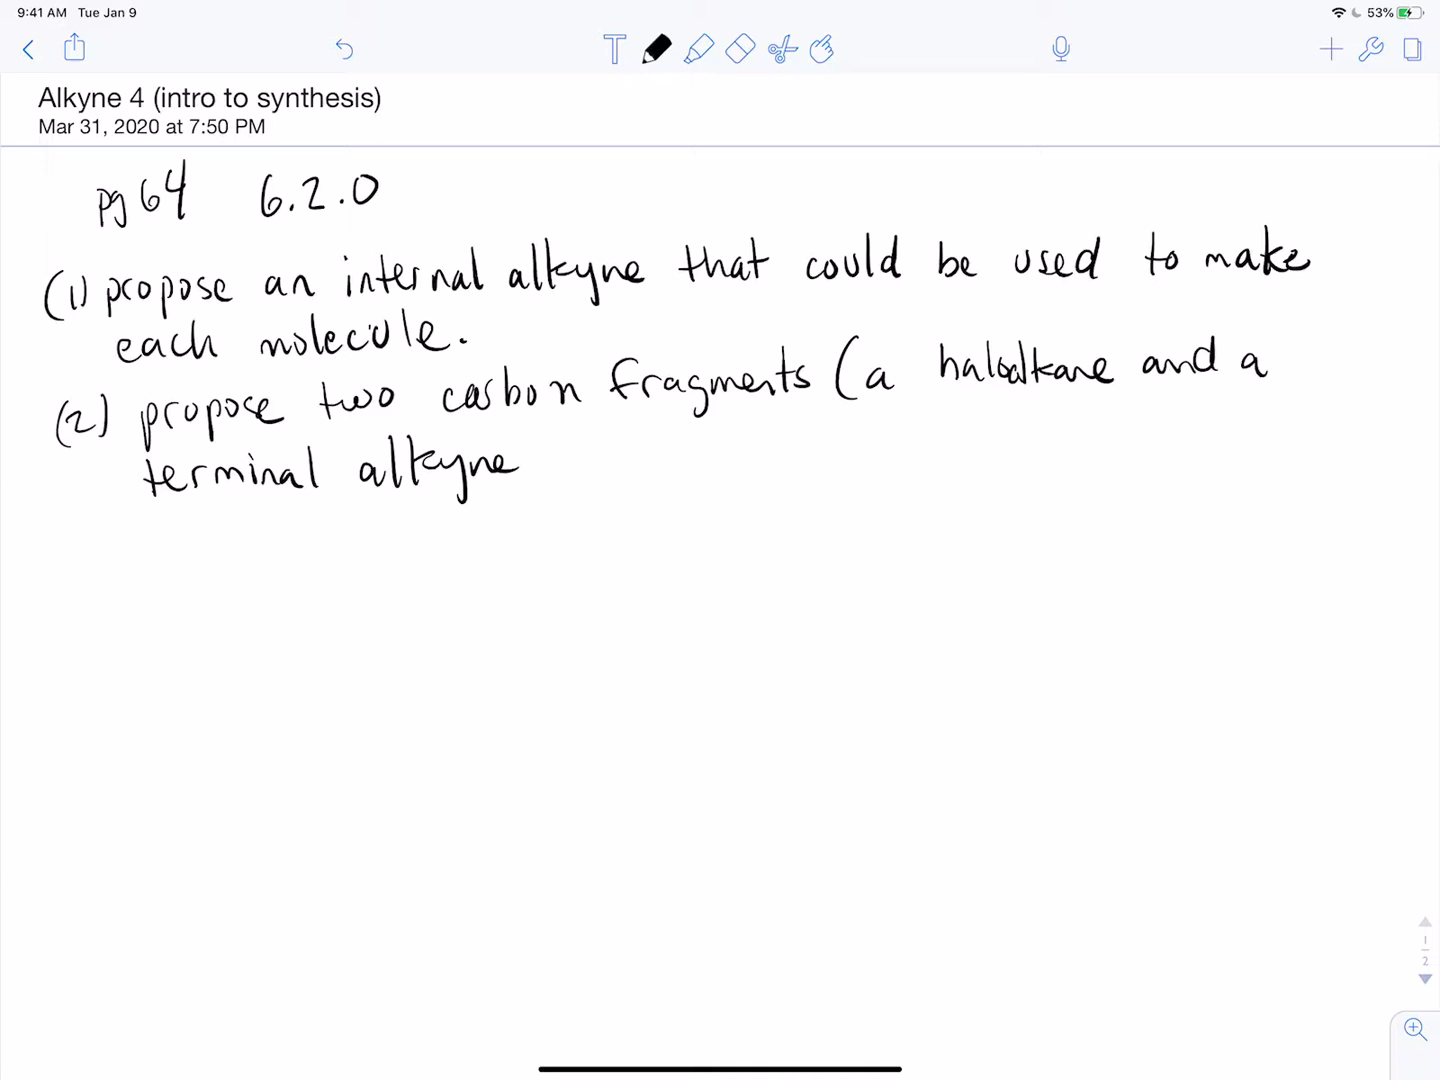 9:41 AM Tue Jan 9
53%
Alkyne 4 (intro to synthesis)
Mar 31, 2020 at 7:50 PM
pg 64 6.2.0
(1) propose an internal alkyne that could be used to make
each molecule.
(2) propose two carbon fragments (a haloalkane and a
terminal alkyne
1
2